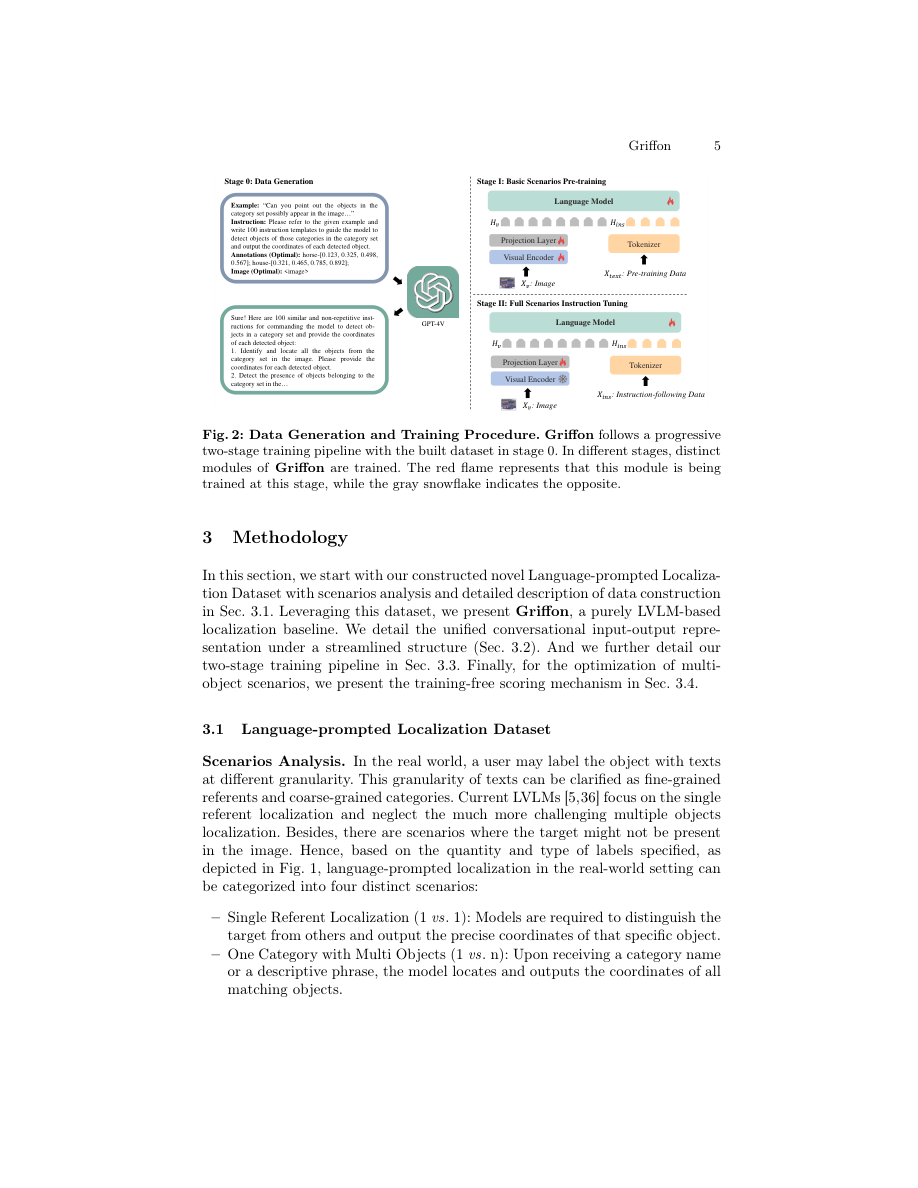 Griffon 5
Stage 0: Data Generation
Example: “Can you point out the objects in the
category set possibly appear in the image…”
Instruction: Please refer to the given example and
write 100 instruction templates to guide the model to
detect objects of those categories in the category set
and output the coordinates of each detected object.
Annotations (Optimal): horse-[0.123, 0.325, 0.498,
0.567]; house-[0.321, 0.465, 0.785, 0.892];
Image (Optimal): <image>
GPT-4V
Sure! Here are 100 similar and non-repetitive inst-
ructions for commanding the model to detect ob-
jects in a category set and provide the coordinates
of each detected object:
1. Identify and locate all the objects from the
category set in the image. Please provide the
coordinates for each detected object.
2. Detect the presence of objects belonging to the
category set in the…
Stage I: Basic Scenarios Pre-training
Language Model
Hv Hins
Projection Layer
Tokenizer
Visual Encoder
Xtext: Pre-training Data
Xv: Image
Stage II: Full Scenarios Instruction Tuning
Language Model
Hv Hins
Projection Layer
Tokenizer
Visual Encoder
Xins: Instruction-following Data
Xv: Image
Fig. 2: Data Generation and Training Procedure. Griffon follows a progressive
two-stage training pipeline with the built dataset in stage 0. In different stages, distinct
modules of Griffon are trained. The red flame represents that this module is being
trained at this stage, while the gray snowflake indicates the opposite.
3 Methodology
In this section, we start with our constructed novel Language-prompted Localiza-
tion Dataset with scenarios analysis and detailed description of data construction
in Sec. 3.1. Leveraging this dataset, we present Griffon, a purely LVLM-based
localization baseline. We detail the unified conversational input-output repre-
sentation under a streamlined structure (Sec. 3.2). And we further detail our
two-stage training pipeline in Sec. 3.3. Finally, for the optimization of multi-
object scenarios, we present the training-free scoring mechanism in Sec. 3.4.
3.1 Language-prompted Localization Dataset
Scenarios Analysis. In the real world, a user may label the object with texts
at different granularity. This granularity of texts can be clarified as fine-grained
referents and coarse-grained categories. Current LVLMs [5,36] focus on the single
referent localization and neglect the much more challenging multiple objects
localization. Besides, there are scenarios where the target might not be present
in the image. Hence, based on the quantity and type of labels specified, as
depicted in Fig. 1, language-prompted localization in the real-world setting can
be categorized into four distinct scenarios:
– Single Referent Localization (1 vs. 1): Models are required to distinguish the
target from others and output the precise coordinates of that specific object.
– One Category with Multi Objects (1 vs. n): Upon receiving a category name
or a descriptive phrase, the model locates and outputs the coordinates of all
matching objects.